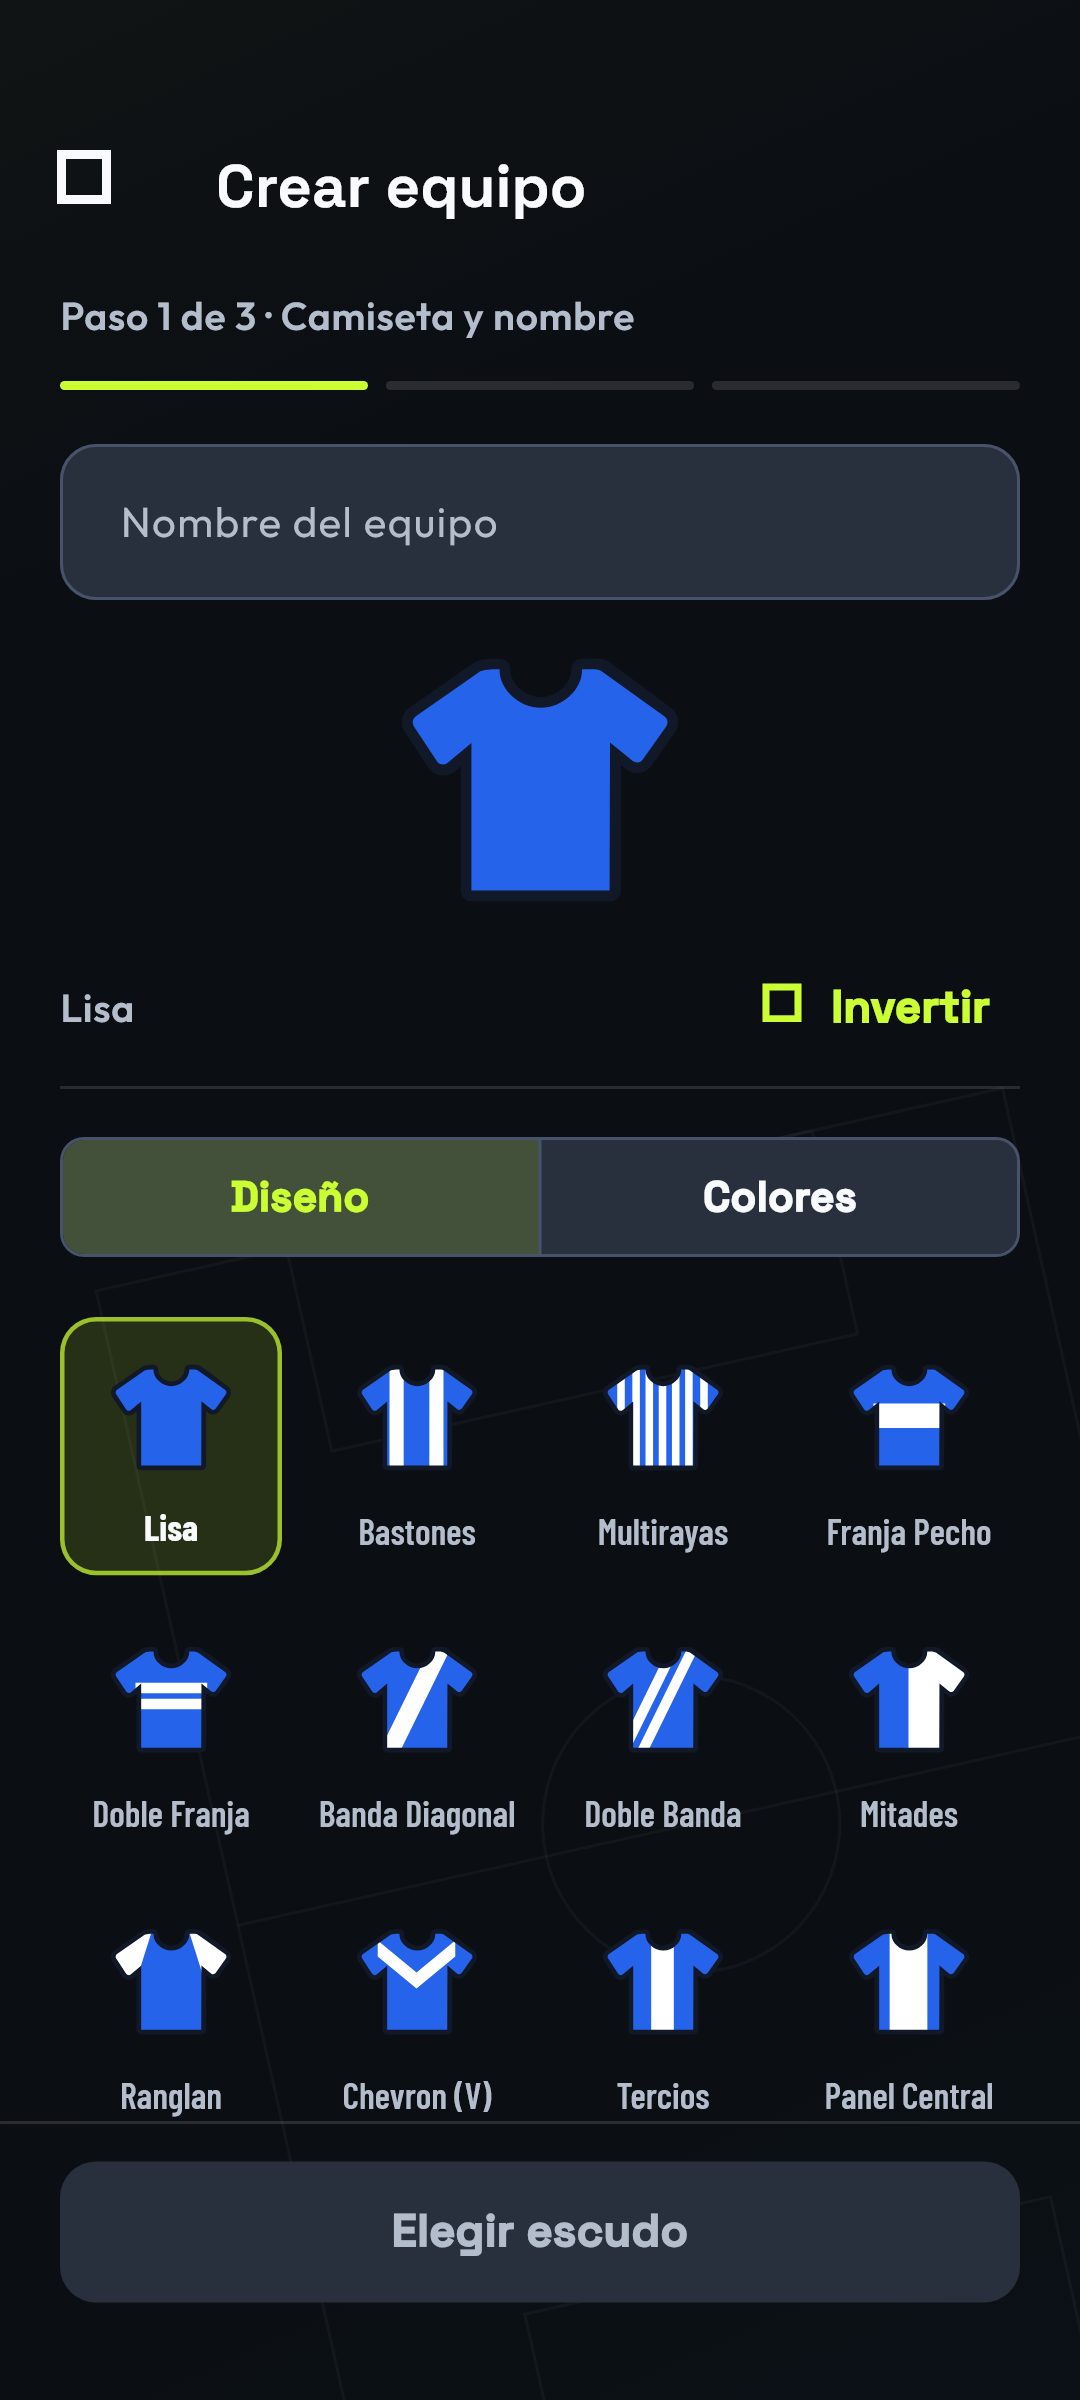 Crear equipo
Paso 1 de 3 · Camiseta y nombre
Nombre del equipo
Lisa
Invertir
Diseño
Colores
Lisa
Bastones
Multirayas
Franja Pecho
Doble Franja
Banda Diagonal
Doble Banda
Mitades
Ranglan
Chevron (V)
Tercios
Panel Central
Elegir escudo